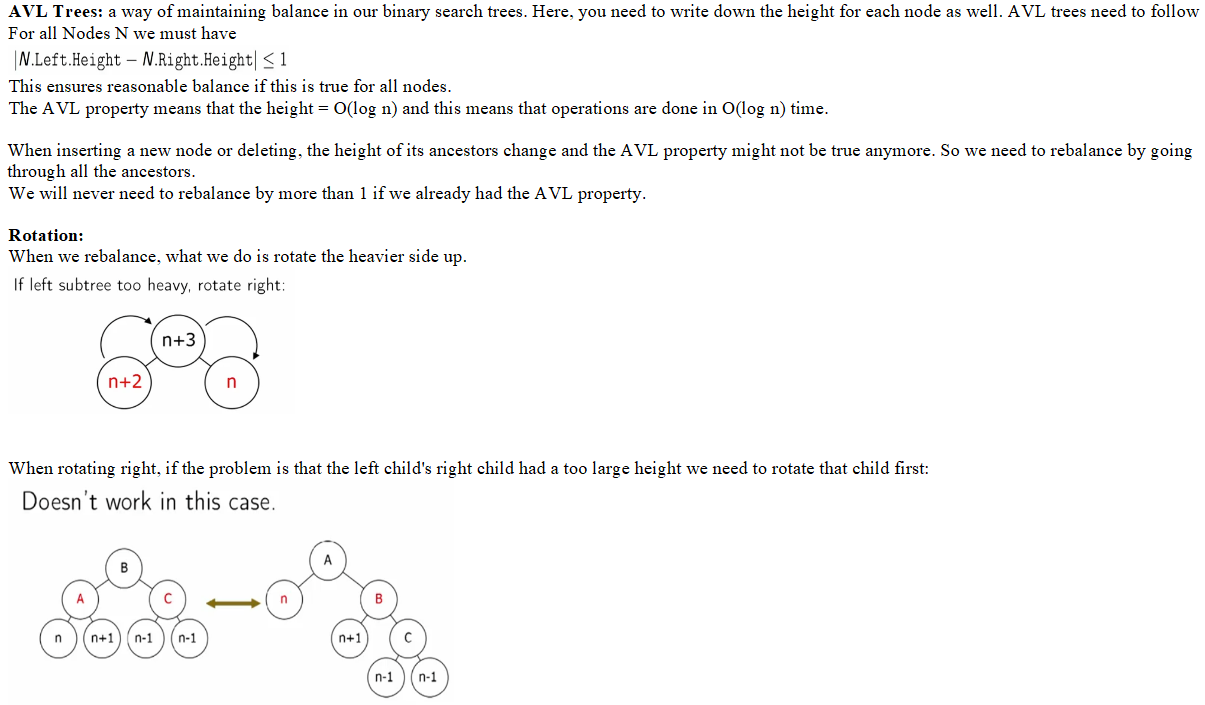 AVL Trees: a way of maintaining balance in our binary search trees. Here, you need to write down the height for each node as well. AVL trees need to follow
For all Nodes N we must have
|N.Left.Height – N.Right.Height| ≤ 1
This ensures reasonable balance if this is true for all nodes.
The AVL property means that the height = O(log n) and this means that operations are done in O(log n) time.
When inserting a new node or deleting, the height of its ancestors change and the AVL property might not be true anymore. So we need to rebalance by going
through all the ancestors.
We will never need to rebalance by more than 1 if we already had the AVL property.
Rotation:
When we rebalance, what we do is rotate the heavier side up.
If left subtree too heavy, rotate right:
n+3
n+2 n
When rotating right, if the problem is that the left child's right child had a too large height we need to rotate that child first:
Doesn't work in this case.
B A
A C n B
n n+1 n-1 n-1 n+1 C
n-1 n-1